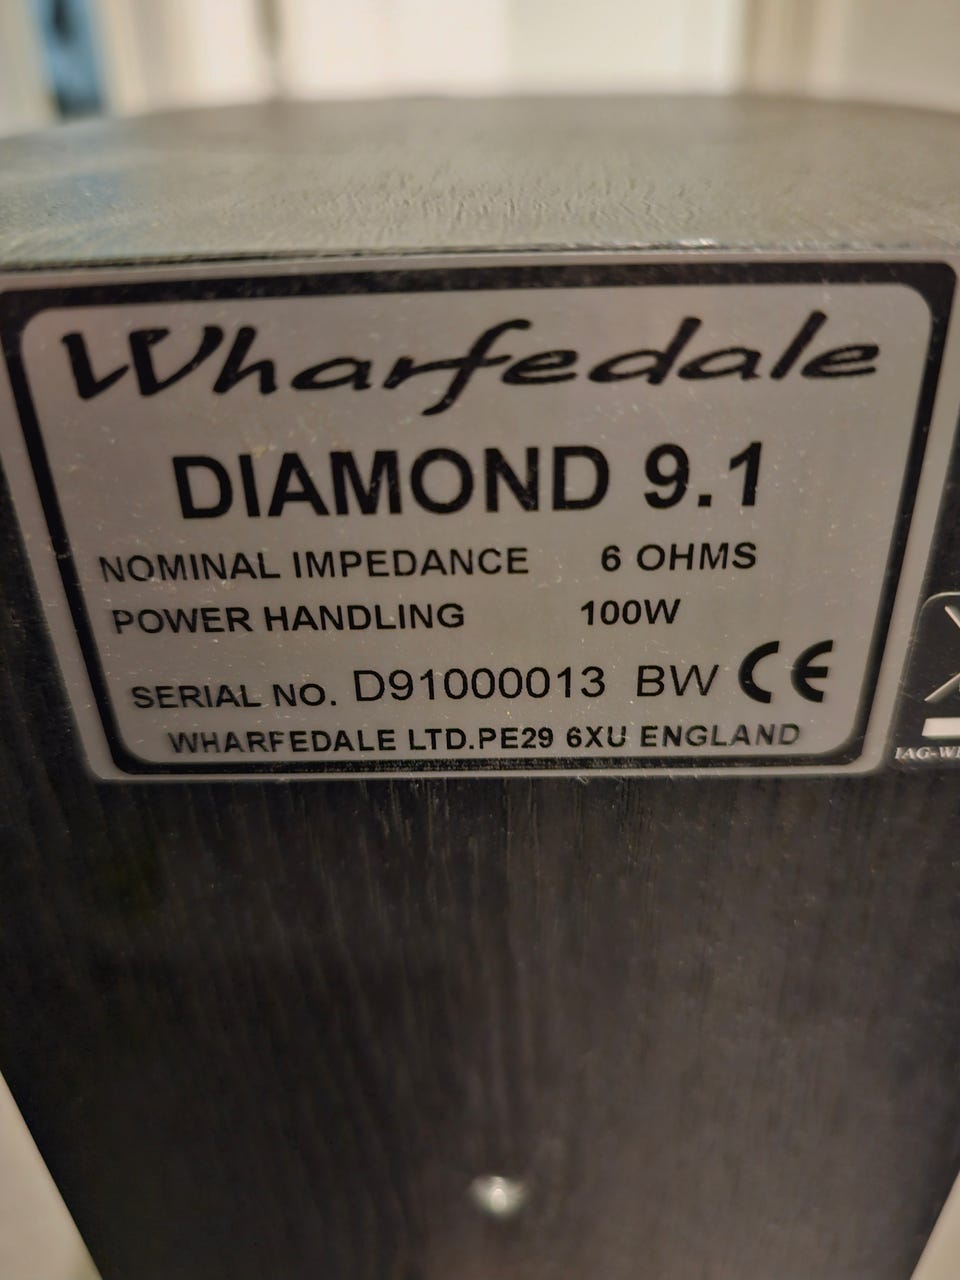 Wharfedale
DIAMOND 9.1
NOMINAL IMPEDANCE 6 OHMS
POWER HANDLING 100W
SERIAL NO. D91000013 BW CE
WHARFEDALE LTD.PE29 6XU ENGLAND